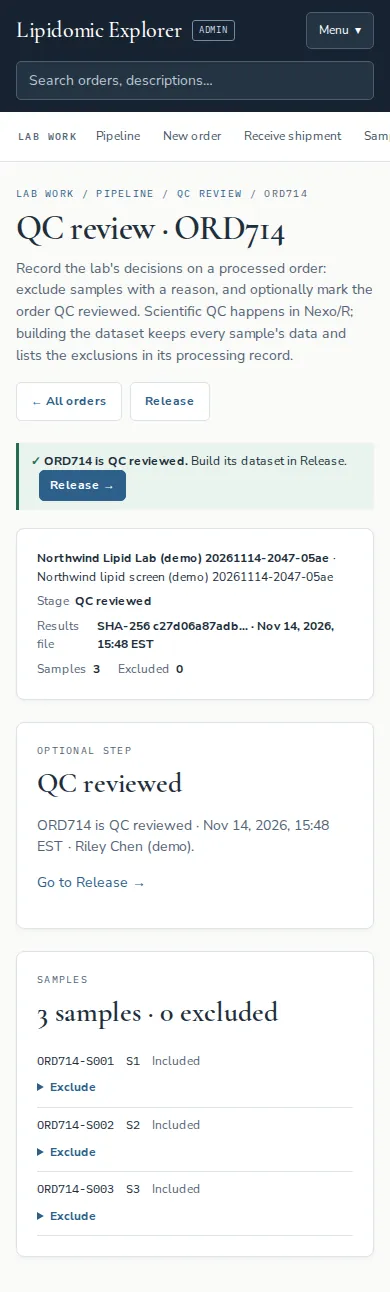 Lipidomic Explorer ADMIN Menu ▾
Search orders, descriptions…
LAB WORK Pipeline New order Receive shipment Sam
LAB WORK / PIPELINE / QC REVIEW / ORD714
QC review · ORD714
Record the lab's decisions on a processed order:
exclude samples with a reason, and optionally mark the
order QC reviewed. Scientific QC happens in Nexo/R;
building the dataset keeps every sample's data and
lists the exclusions in its processing record.
← All orders Release
✓ ORD714 is QC reviewed. Build its dataset in Release.
Release →
Northwind Lipid Lab (demo) 20261114-2047-05ae ·
Northwind lipid screen (demo) 20261114-2047-05ae
Stage QC reviewed
Results file SHA-256 c27d06a87adb… · Nov 14, 2026,
15:48 EST
Samples 3 Excluded 0
OPTIONAL STEP
QC reviewed
ORD714 is QC reviewed · Nov 14, 2026, 15:48
EST · Riley Chen (demo).
Go to Release →
SAMPLES
3 samples · 0 excluded
ORD714-S001 S1 Included
▶ Exclude
ORD714-S002 S2 Included
▶ Exclude
ORD714-S003 S3 Included
▶ Exclude